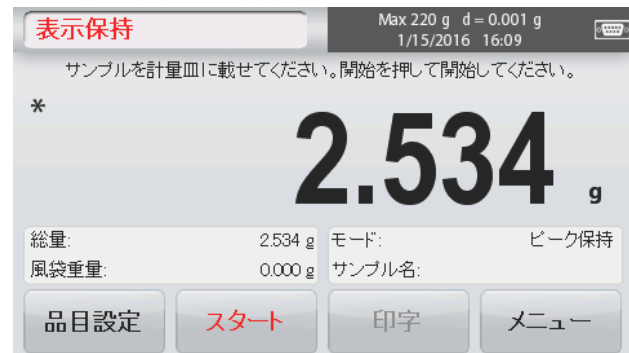 表示保持
Max 220 g d = 0.001 g
1/15/2016 16:09
サンプルを計量皿に載せてください。開始を押して開始してください。
*
2.534 g
総量: 2.534 g
風袋重量: 0.000 g
モード: ピーク保持
サンプル名:
品目設定 スタート 印字 メニュー